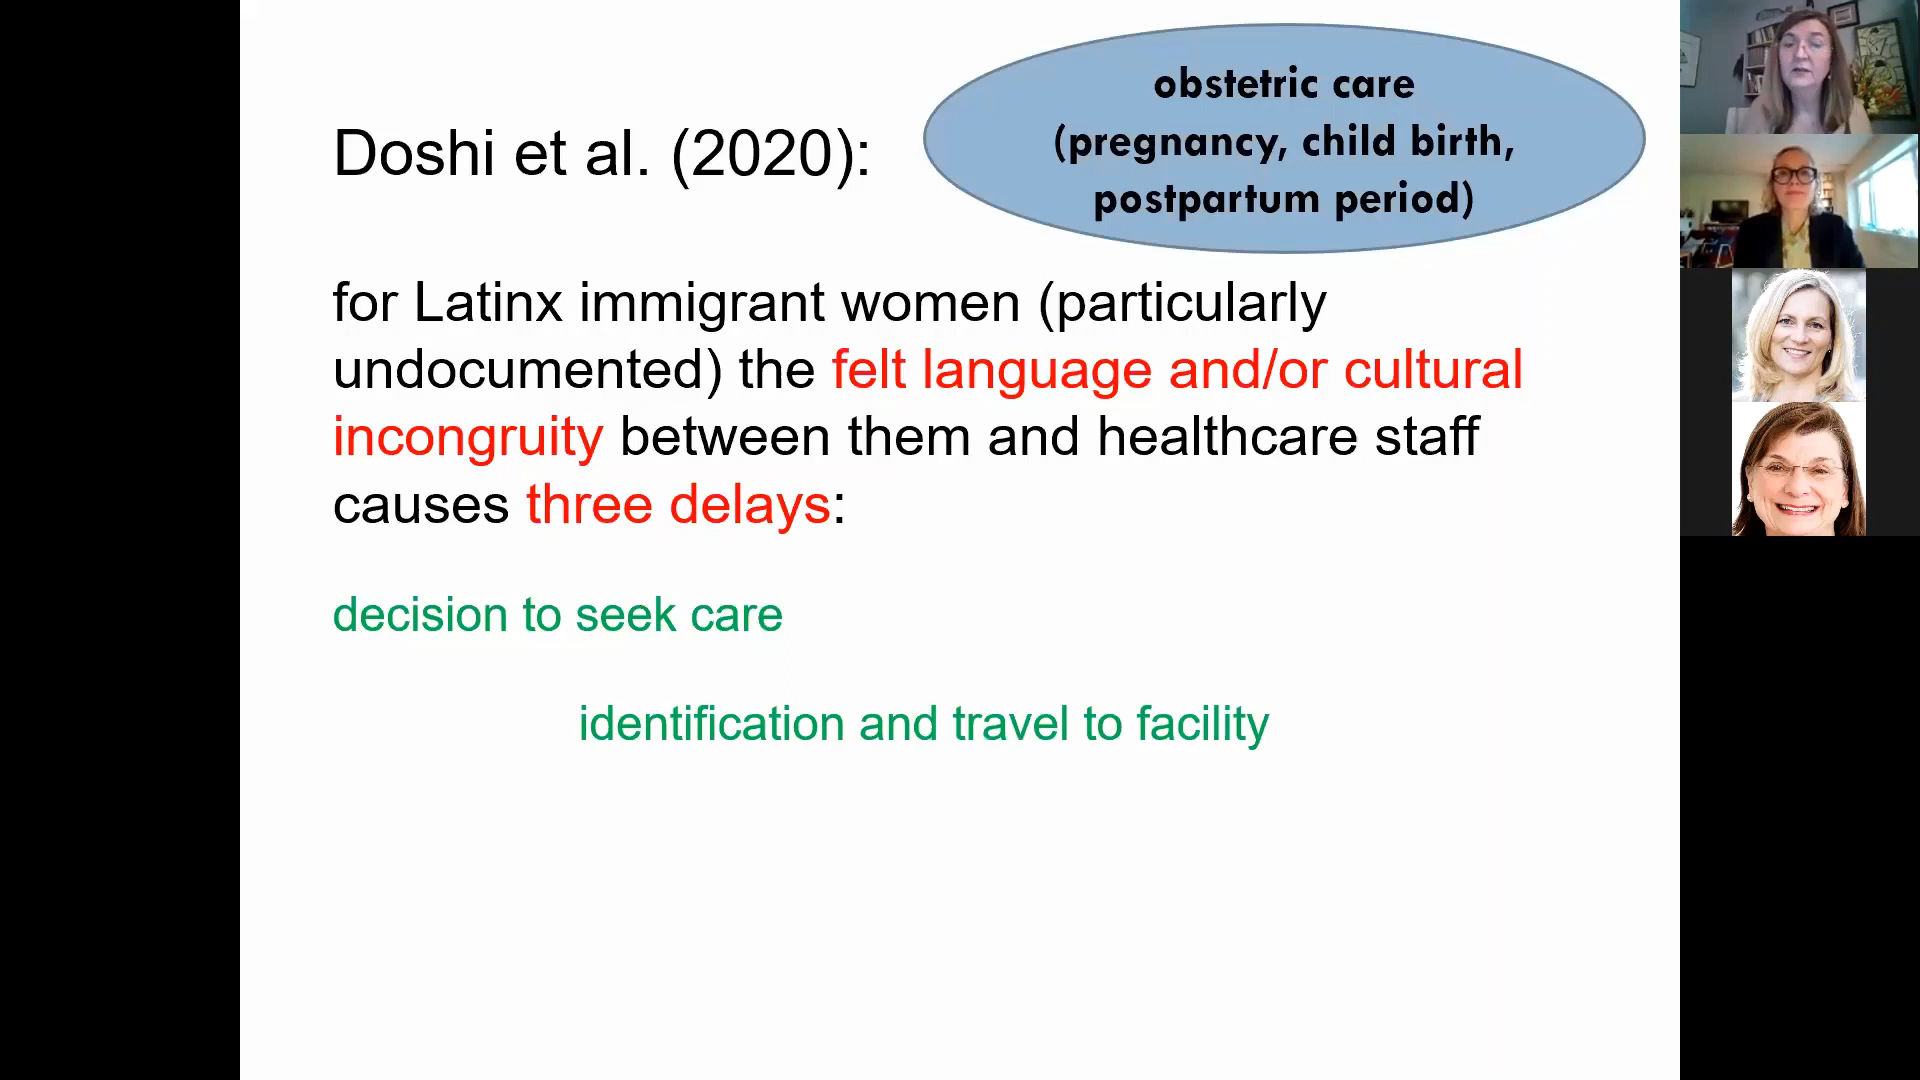 obstetric care
(pregnancy, child birth,
postpartum period)
Doshi et al. (2020):
for Latinx immigrant women (particularly
undocumented) the felt language and/or cultural
incongruity between them and healthcare staff
causes three delays:
decision to seek care
identification and travel to facility